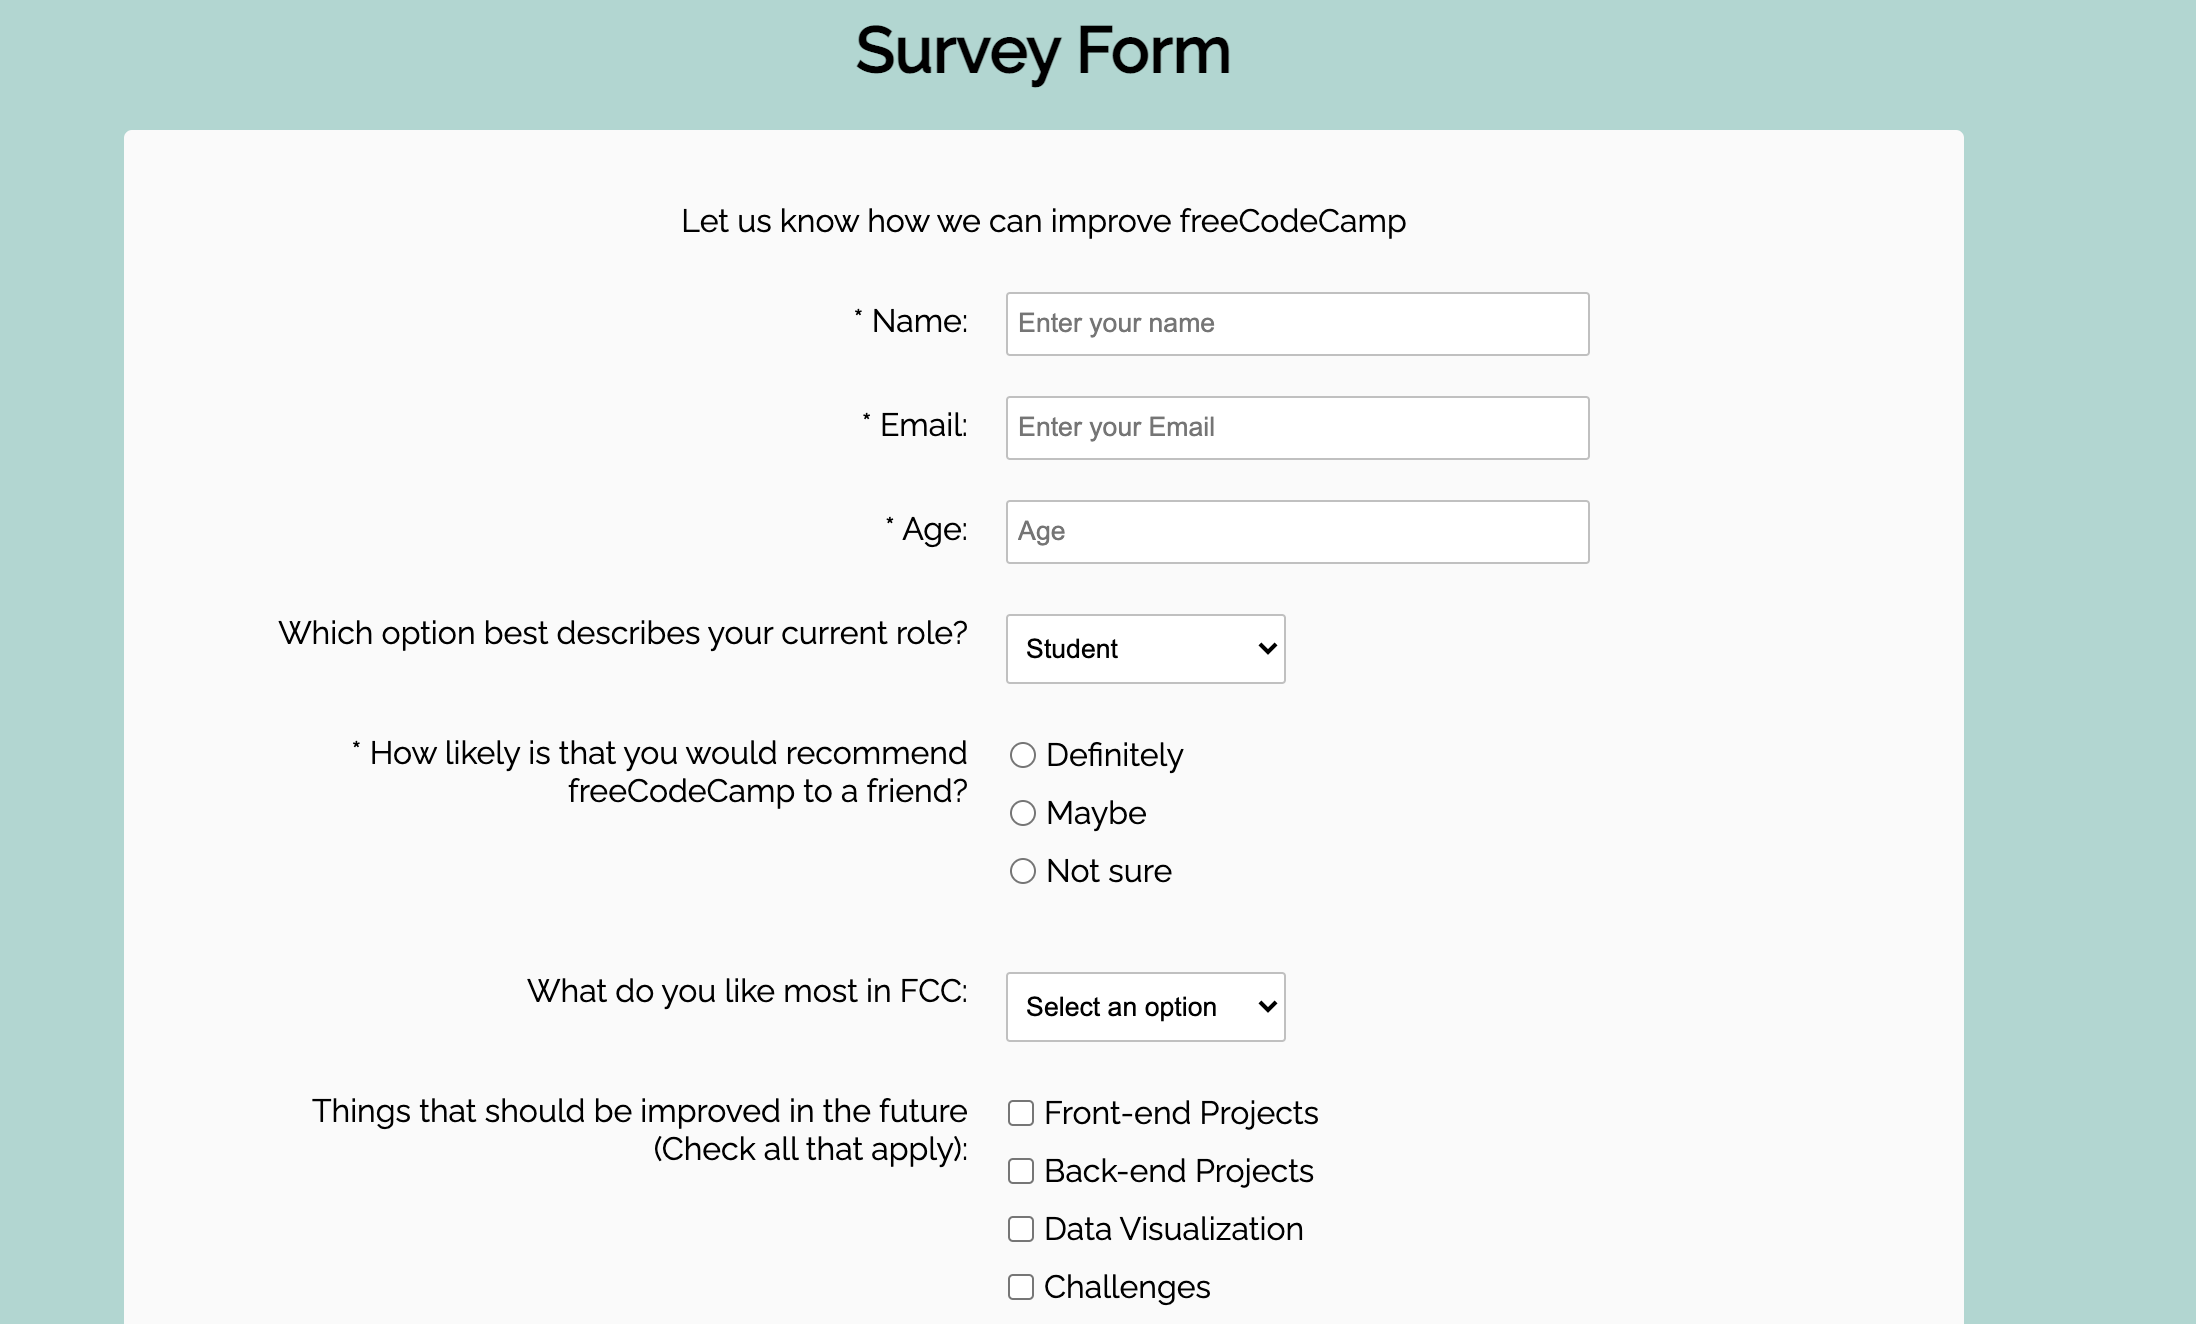 Survey Form
Let us know how we can improve freeCodeCamp
* Name:
Enter your name
* Email:
Enter your Email
* Age:
Age
Which option best describes your current role?
Student
* How likely is that you would recommend
freeCodeCamp to a friend?
Definitely
Maybe
Not sure
What do you like most in FCC:
Select an option
Things that should be improved in the future
(Check all that apply):
Front-end Projects
Back-end Projects
Data Visualization
Challenges